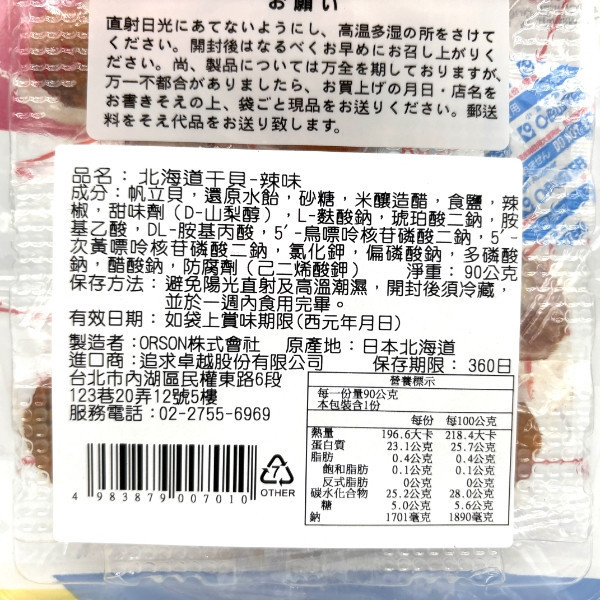 お願い
直射日光にあてないようにし、高温多湿の所をさけて
ください。開封後はなるべくお早めにお召し上がりく
ださい。尚、製品については万全を期しておりますが、
万一不都合がありましたら、お買上げの月日・店名を
お書きそえの上、袋ごと現品をお送りください。郵送
料をそえ代品をお送り致します。
品名：北海道干貝-辣味
成分：帆立貝，還原水飴，砂糖，米釀造醋，食鹽，辣
椒，甜味劑（D-山梨醇），L-麩酸鈉，琥珀酸二鈉，胺
基乙酸，DL-胺基丙酸，5′-鳥嘌呤核苷磷酸二鈉，5′-
次黃嘌呤核苷磷酸二鈉，氯化鉀，偏磷酸鈉，多磷酸
鈉，醋酸鈉，防腐劑（己二烯酸鉀） 淨重：90公克
保存方法：避免陽光直射及高溫潮濕，開封後須冷藏，
並於一週內食用完畢。
有效日期：如袋上賞味期限(西元年月日)
製造者：ORSON株式會社 原產地：日本北海道
進口商：追求卓越股份有限公司 保存期限：360日
台北市內湖區民權東路6段
123巷20弄12號5樓
服務電話：02-2755-6969
營養標示
每一份量90公克
本包裝含1份
每份 每100公克
熱量 196.6大卡 218.4大卡
蛋白質 23.1公克 25.7公克
脂肪 0.4公克 0.4公克
飽和脂肪 0.1公克 0.1公克
反式脂肪 0公克 0公克
碳水化合物 25.2公克 28.0公克
糖 5.0公克 5.6公克
鈉 1701毫克 1890毫克
4 983879 007010
7
OTHER